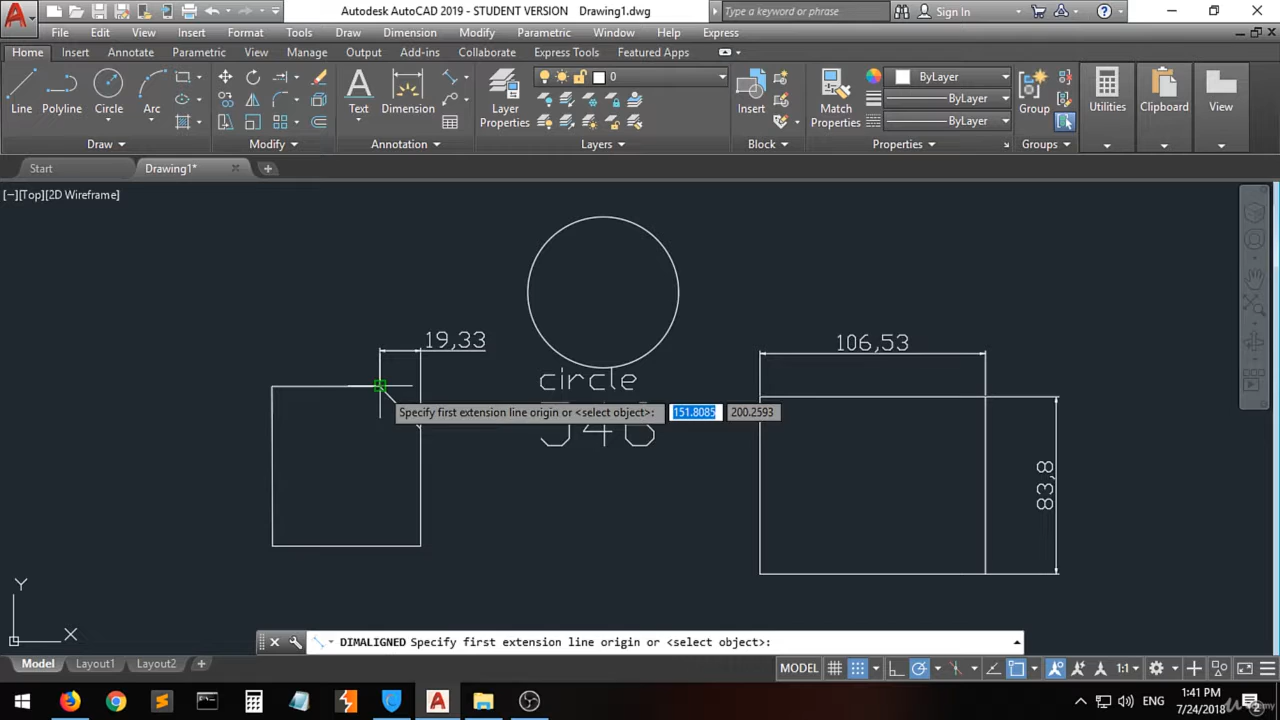 Autodesk AutoCAD 2019 - STUDENT VERSION Drawing1.dwg
Type a keyword or phrase
Sign In
File Edit View Insert Format Tools Draw Dimension Modify Parametric Window Help Express
Home Insert Annotate Parametric View Manage Output Add-ins Collaborate Express Tools Featured Apps
Line Polyline Circle Arc
Text Dimension
Layer Properties
0
Insert
Match Properties
ByLayer
ByLayer
ByLayer
Group
Utilities
Clipboard
View
Draw Modify Annotation Layers Block Properties Groups
Start Drawing1*
[−][Top][2D Wireframe]
19,33
106,53
circle
Specify first extension line origin or <select object>: 151.8085 200.2593
83,8
Y
X
DIMALIGNED Specify first extension line origin or <select object>:
Model Layout1 Layout2
MODEL
1:1
ENG
1:41 PM
7/24/2018
2